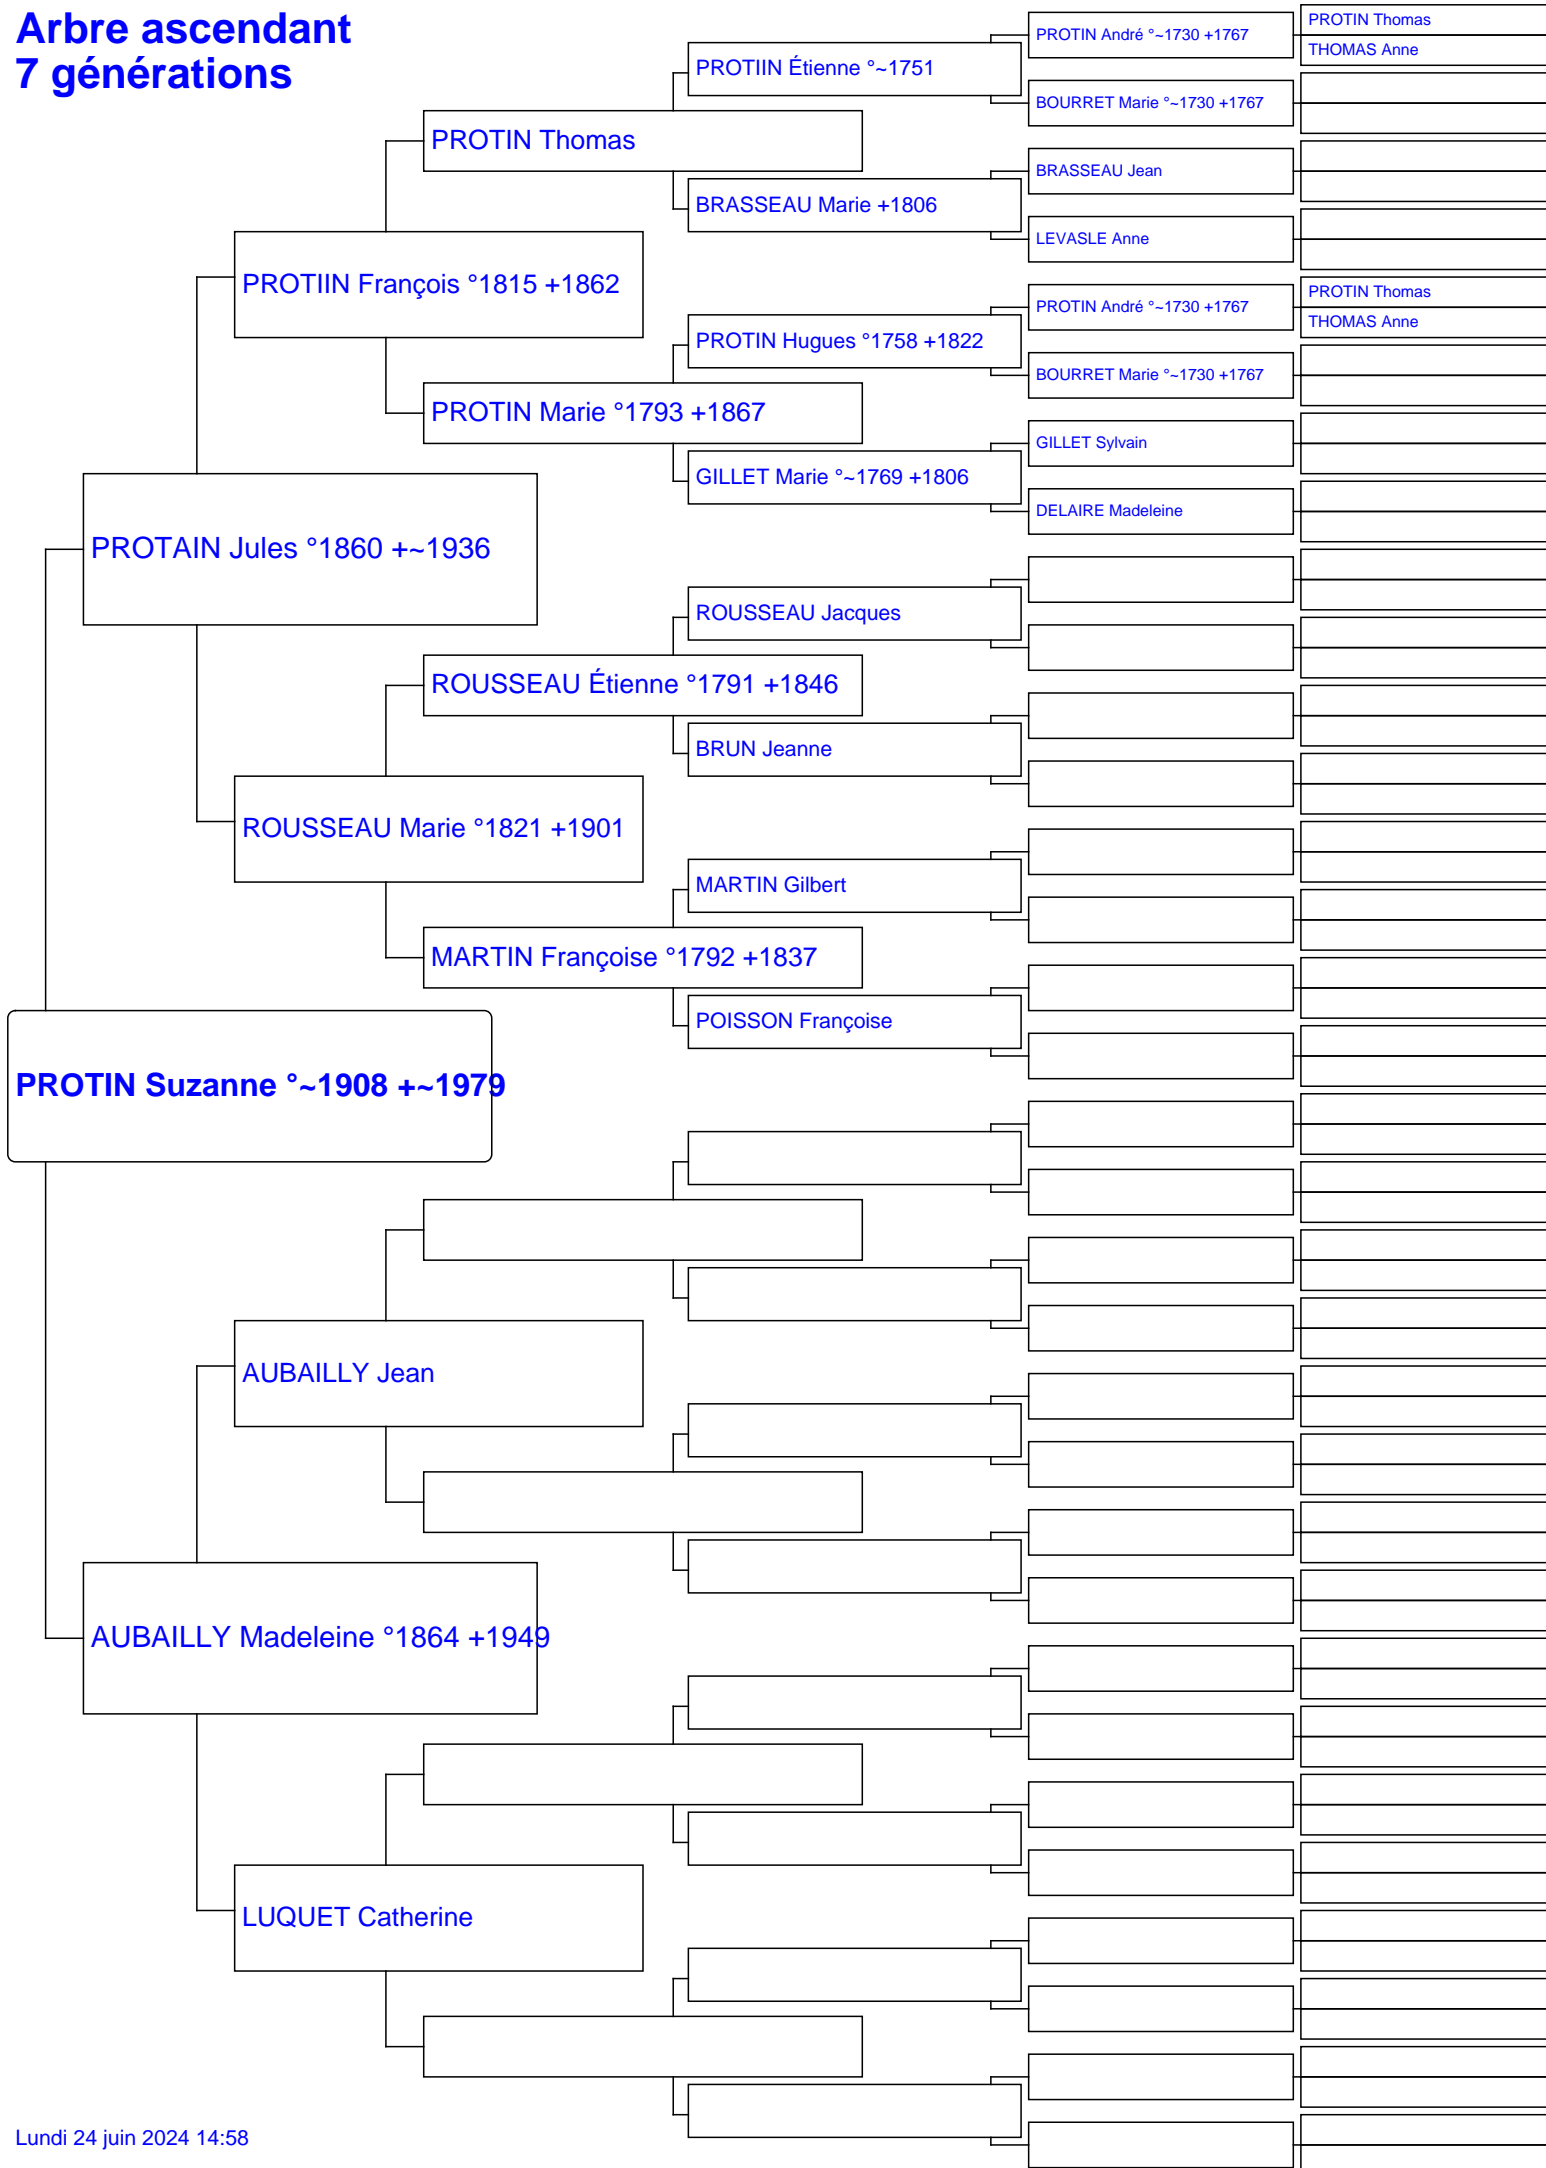 Arbre ascendant
7 générations
PROTIN Suzanne °~1908 +~1979
PROTAIN Jules °1860 +~1936
AUBAILLY Madeleine °1864 +1949
PROTIIN François °1815 +1862
ROUSSEAU Marie °1821 +1901
AUBAILLY Jean
LUQUET Catherine
PROTIN Thomas
PROTIN Marie °1793 +1867
ROUSSEAU Étienne °1791 +1846
MARTIN Françoise °1792 +1837
PROTIIN Étienne °~1751
BRASSEAU Marie +1806
PROTIN Hugues °1758 +1822
GILLET Marie °~1769 +1806
ROUSSEAU Jacques
BRUN Jeanne
MARTIN Gilbert
POISSON Françoise
PROTIN André °~1730 +1767
BOURRET Marie °~1730 +1767
BRASSEAU Jean
LEVASLE Anne
PROTIN André °~1730 +1767
BOURRET Marie °~1730 +1767
GILLET Sylvain
DELAIRE Madeleine
PROTIN Thomas
THOMAS Anne
PROTIN Thomas
THOMAS Anne
Lundi 24 juin 2024 14:58